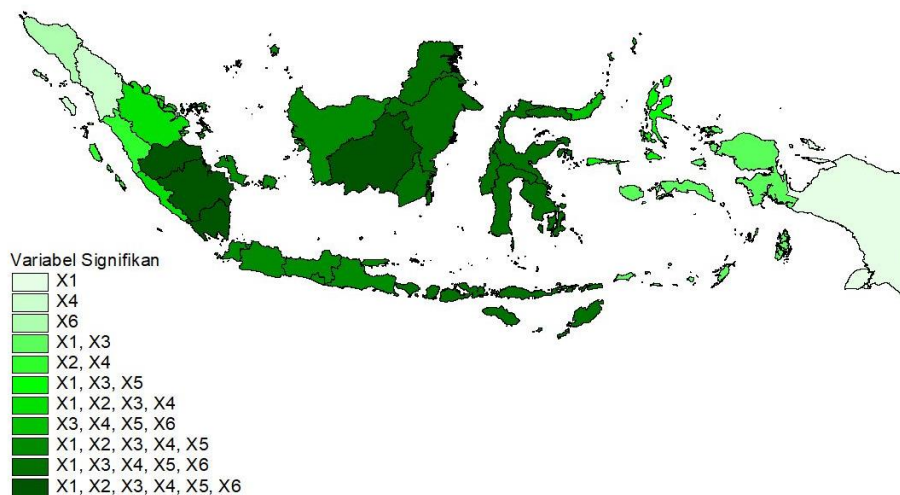 Variabel Signifikan
X1
X4
X6
X1, X3
X2, X4
X1, X3, X5
X1, X2, X3, X4
X3, X4, X5, X6
X1, X2, X3, X4, X5
X1, X3, X4, X5, X6
X1, X2, X3, X4, X5, X6